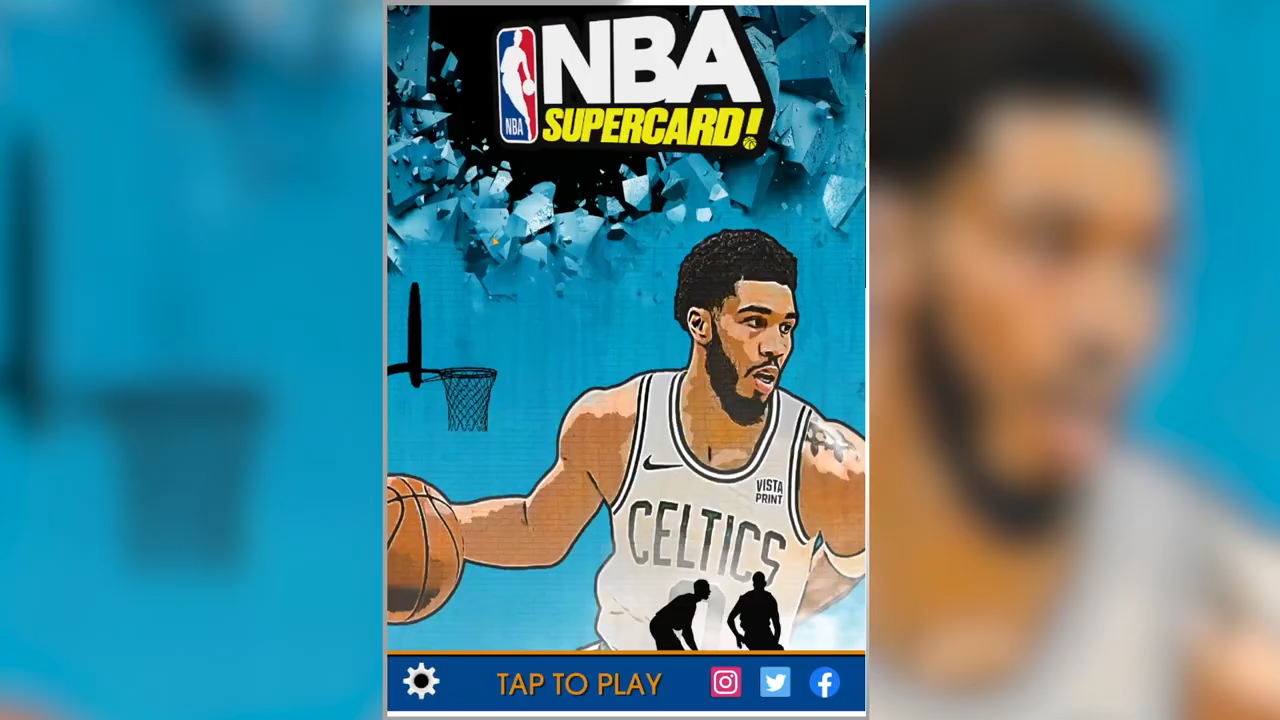 NBA
NBA
SUPERCARD!
VISTA
PRINT
CELTICS
TAP TO PLAY